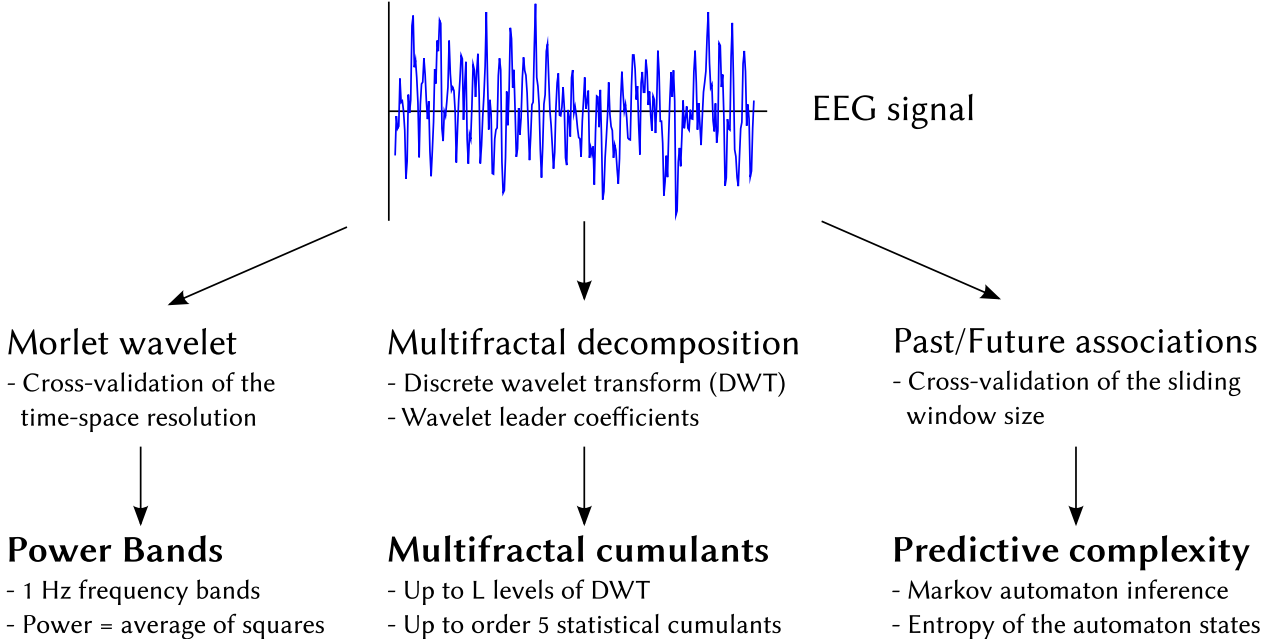 EEG signal
Morlet wavelet
- Cross-validation of the
time-space resolution
Multifractal decomposition
- Discrete wavelet transform (DWT)
- Wavelet leader coefficients
Past/Future associations
- Cross-validation of the sliding
window size
Power Bands
- 1 Hz frequency bands
- Power = average of squares
Multifractal cumulants
- Up to L levels of DWT
- Up to order 5 statistical cumulants
Predictive complexity
- Markov automaton inference
- Entropy of the automaton states